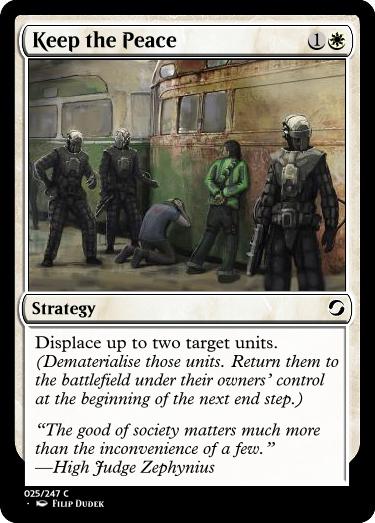 Keep the Peace 1
Strategy
Displace up to two target units.
(Dematerialise those units. Return them to
the battlefield under their owners' control
at the beginning of the next end step.)
"The good of society matters much more
than the inconvenience of a few."
—High Judge Zephynius
025/247 C
· Filip Dudek